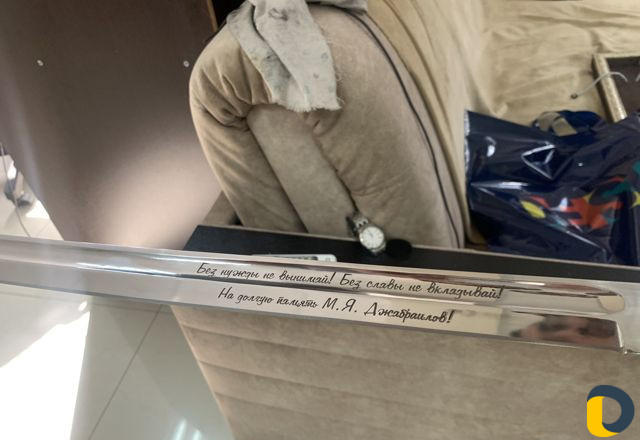 Без нужды не вынимай! Без славы не вкладывай!
На долгую память М.Я. Джабраилов!